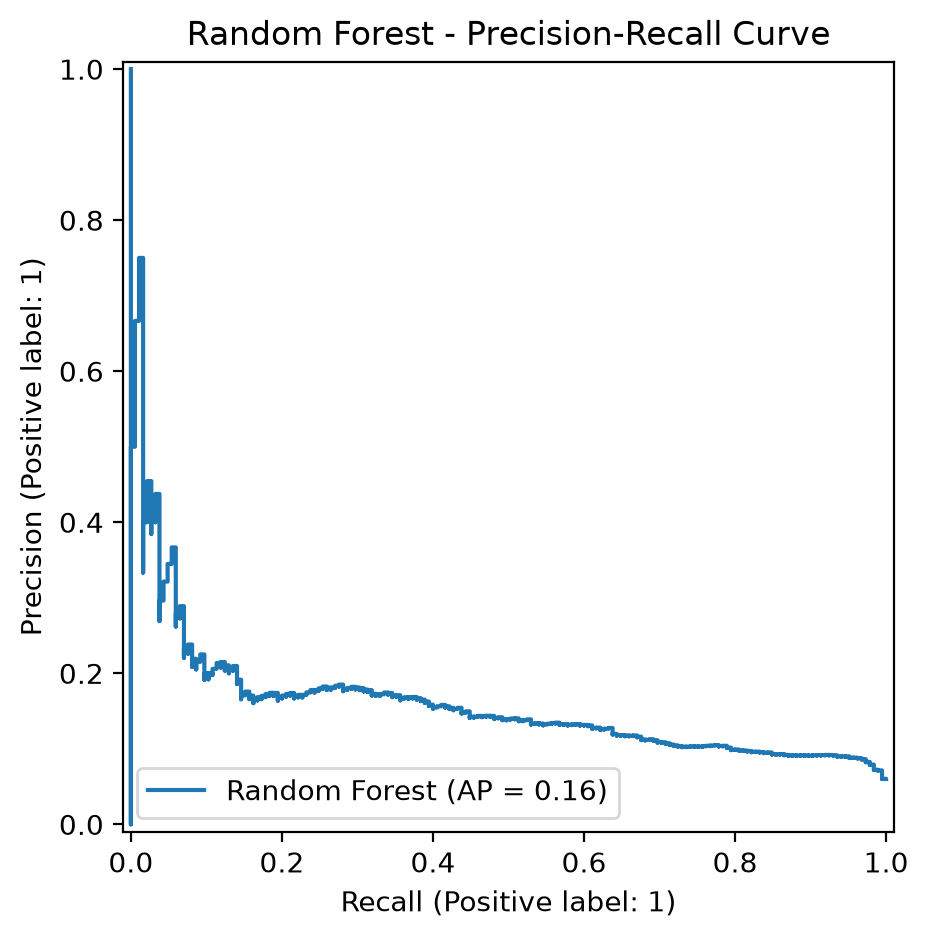 Random Forest - Precision-Recall Curve
Precision (Positive label: 1)
1.0
0.8
0.6
0.4
0.2
0.0
Random Forest (AP = 0.16)
0.0 0.2 0.4 0.6 0.8 1.0
Recall (Positive label: 1)